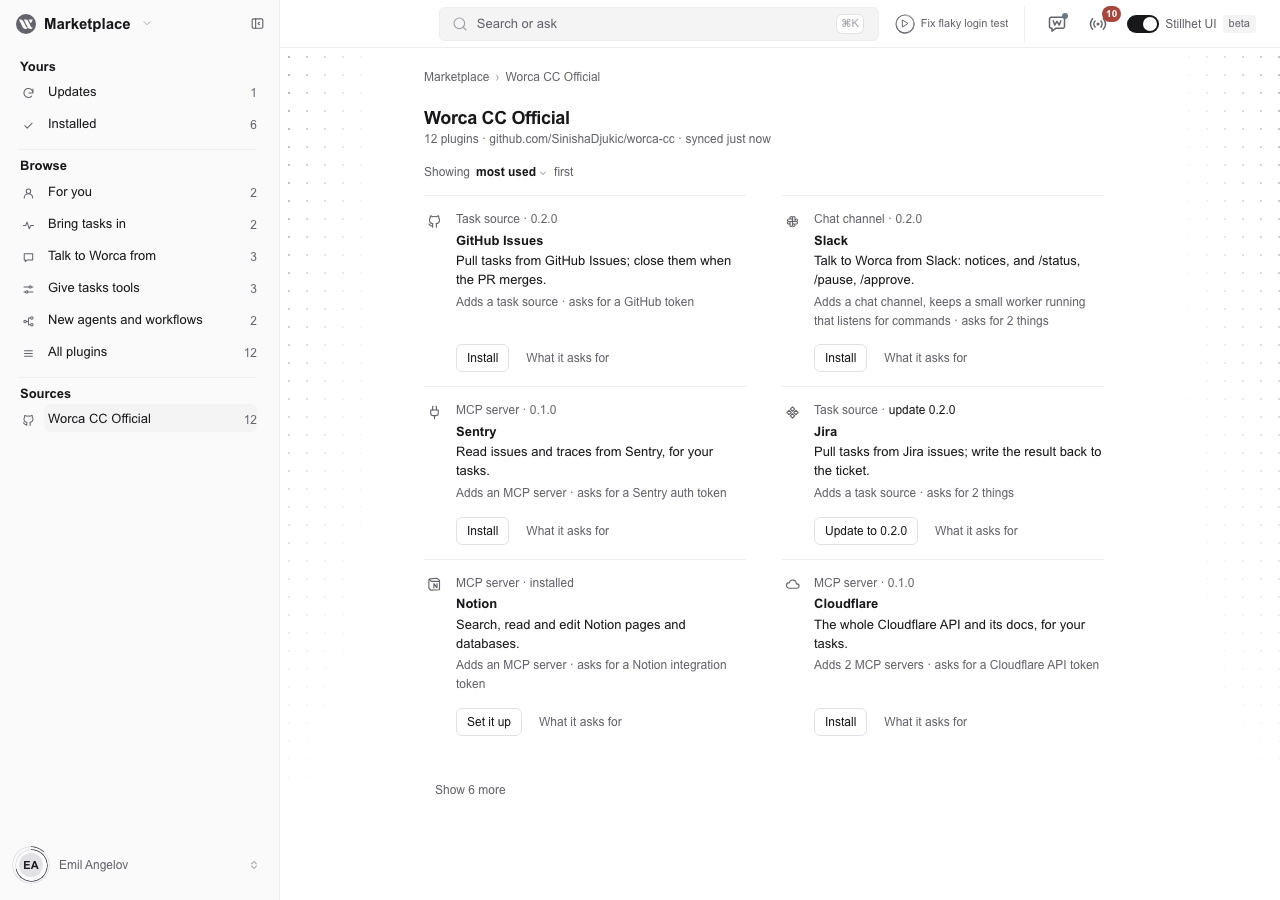 Marketplace
Search or ask
⌘K
Fix flaky login test
10
Stillhet UI
beta
Yours
Updates 1
Installed 6
Browse
For you 2
Bring tasks in 2
Talk to Worca from 3
Give tasks tools 3
New agents and workflows 2
All plugins 12
Sources
Worca CC Official 12
EA
Emil Angelov
Marketplace › Worca CC Official
Worca CC Official
12 plugins · github.com/SinishaDjukic/worca-cc · synced just now
Showing most used first
Task source · 0.2.0
GitHub Issues
Pull tasks from GitHub Issues; close them when
the PR merges.
Adds a task source · asks for a GitHub token
Install What it asks for
Chat channel · 0.2.0
Slack
Talk to Worca from Slack: notices, and /status,
/pause, /approve.
Adds a chat channel, keeps a small worker running
that listens for commands · asks for 2 things
Install What it asks for
MCP server · 0.1.0
Sentry
Read issues and traces from Sentry, for your
tasks.
Adds an MCP server · asks for a Sentry auth token
Install What it asks for
Task source · update 0.2.0
Jira
Pull tasks from Jira issues; write the result back to
the ticket.
Adds a task source · asks for 2 things
Update to 0.2.0 What it asks for
MCP server · installed
Notion
Search, read and edit Notion pages and
databases.
Adds an MCP server · asks for a Notion integration
token
Set it up What it asks for
MCP server · 0.1.0
Cloudflare
The whole Cloudflare API and its docs, for your
tasks.
Adds 2 MCP servers · asks for a Cloudflare API token
Install What it asks for
Show 6 more